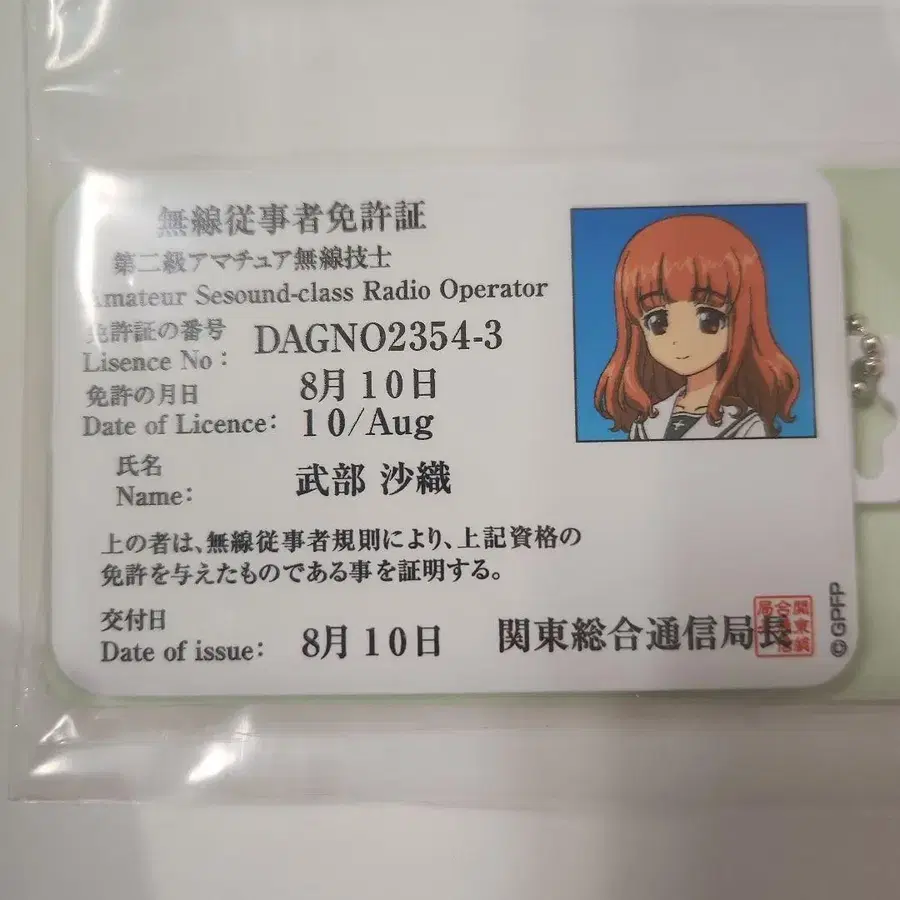 無線従事者免許証
第二級アマチュア無線技士
Amateur Sesound-class Radio Operator
免許証の番号
Lisence No : DAGNO2354-3
免許の月日 8月10日
Date of Licence: 10/Aug
氏名
Name: 武部 沙織
上の者は、無線従事者規則により、上記資格の
免許を与えたものである事を証明する。
交付日
Date of issue: 8月10日 関東総合通信局長
©GPFP